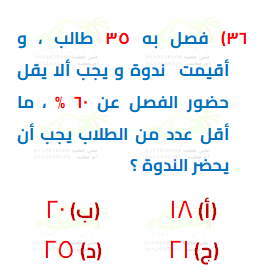 ٣٦) فصل به ٣٥ طالب ، و
أقيمت ندوة و يجب ألا يقل
حضور الفصل عن ٦٠ % ، ما
أقل عدد من الطلاب يجب أن
يحضر الندوة ؟
(أ) ١٨ (ب) ٢٠
(ج) ٢١ (د) ٢٥